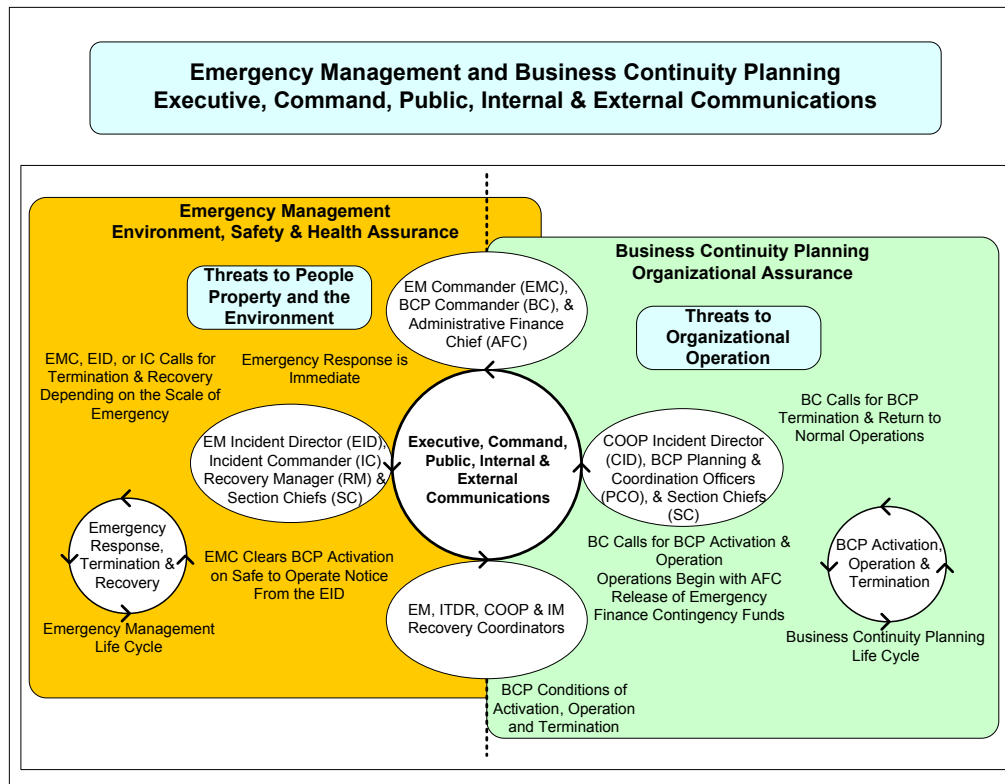 Emergency Management and Business Continuity Planning
Executive, Command, Public, Internal & External Communications
Emergency Management
Environment, Safety & Health Assurance
Business Continuity Planning
Organizational Assurance
Threats to People
Property and the
Environment
EM Commander (EMC),
BCP Commander (BC), &
Administrative Finance
Chief (AFC)
Threats to
Organizational
Operation
EMC, EID, or IC Calls for
Termination & Recovery
Depending on the Scale of
Emergency
Emergency Response is
Immediate
BC Calls for BCP
Termination & Return to
Normal Operations
EM Incident Director (EID),
Incident Commander (IC)
Recovery Manager (RM) &
Section Chiefs (SC)
Executive, Command,
Public, Internal &
External
Communications
COOP Incident Director
(CID), BCP Planning &
Coordination Officers
(PCO), & Section Chiefs
(SC)
Emergency
Response,
Termination &
Recovery
EMC Clears BCP Activation
on Safe to Operate Notice
From the EID
BC Calls for BCP Activation &
Operation
Operations Begin with AFC
Release of Emergency
Finance Contingency Funds
BCP Activation,
Operation &
Termination
Emergency Management
Life Cycle
EM, ITDR, COOP & IM
Recovery Coordinators
Business Continuity Planning
Life Cycle
BCP Conditions of
Activation, Operation
and Termination